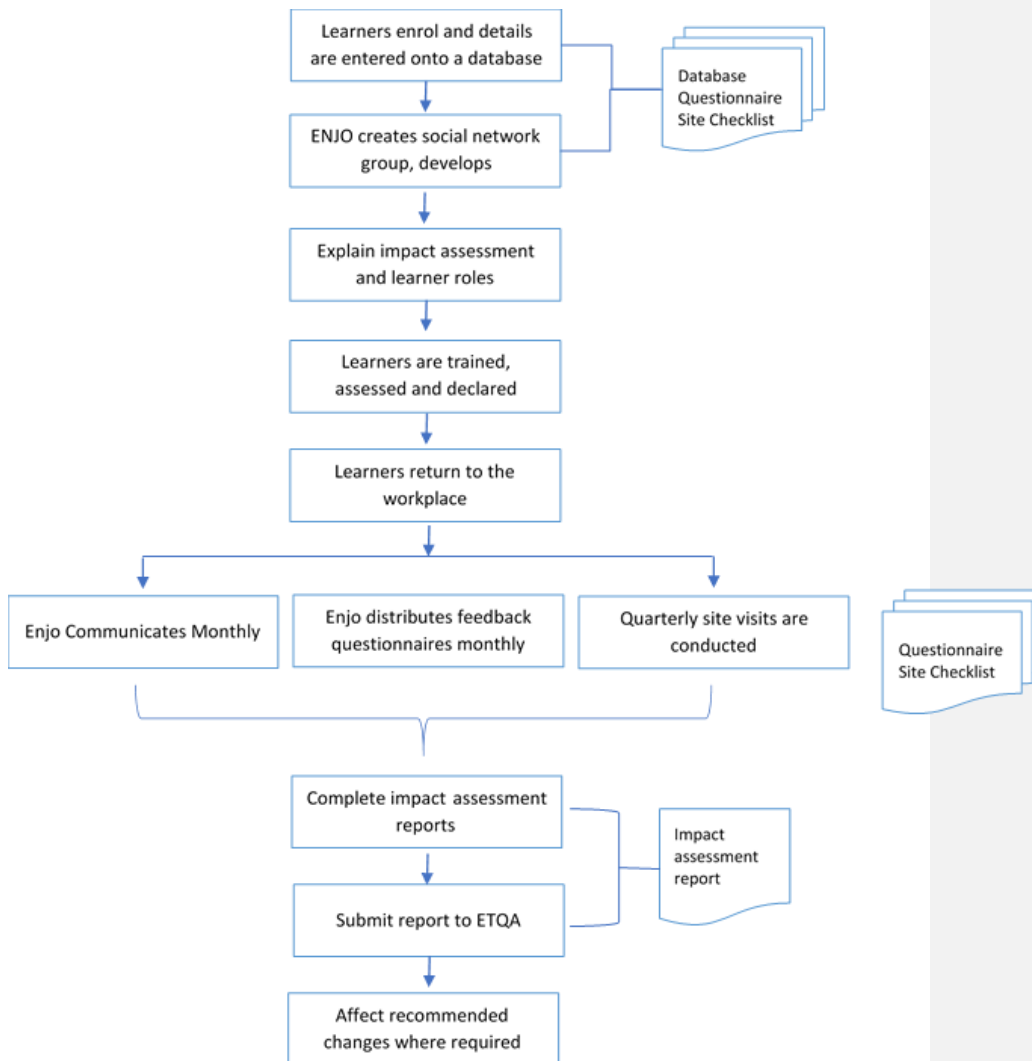 Learners enrol and details
are entered onto a database
Database
Questionnaire
Site Checklist
ENJO creates social network
group, develops
Explain impact assessment
and learner roles
Learners are trained,
assessed and declared
Learners return to the
workplace
Enjo Communicates Monthly
Enjo distributes feedback
questionnaires monthly
Quarterly site visits are
conducted
Questionnaire
Site Checklist
Complete impact assessment
reports
Impact
assessment
report
Submit report to ETQA
Affect recommended
changes where required